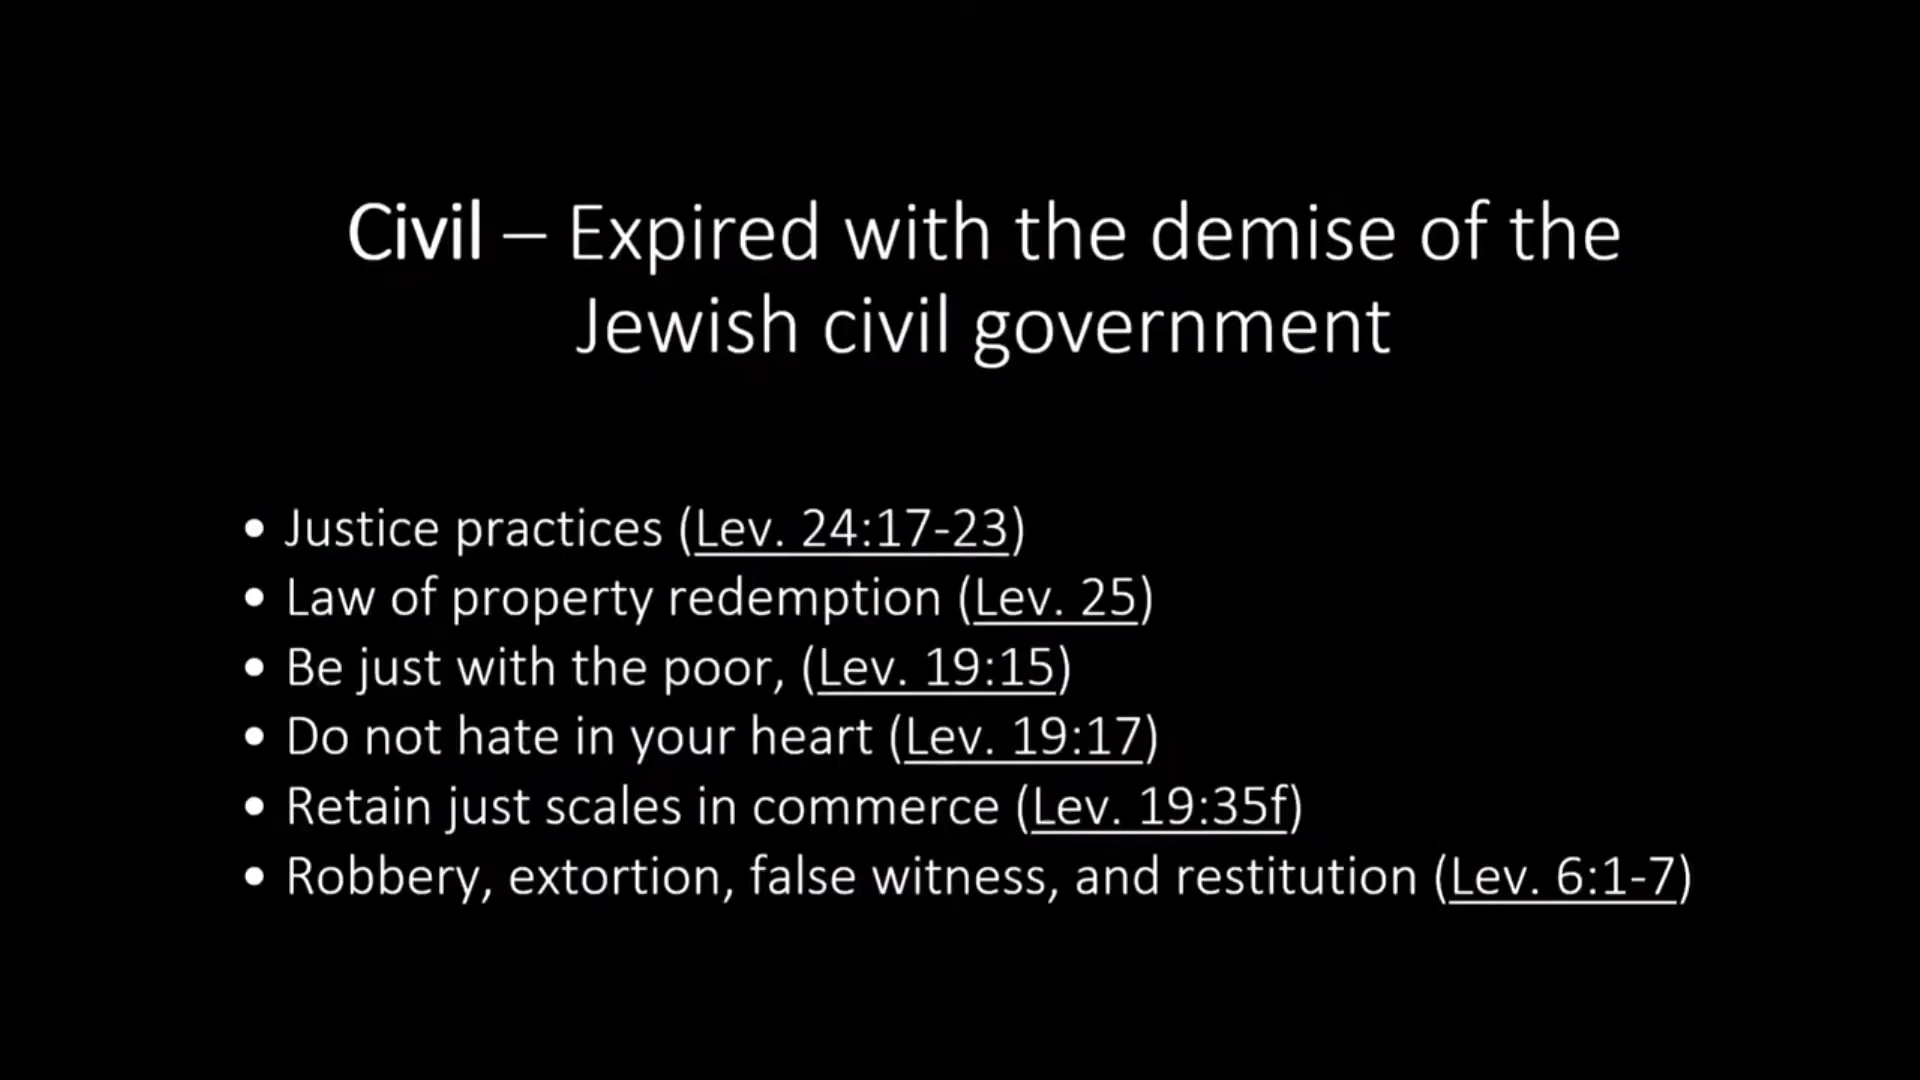 Civil – Expired with the demise of the
Jewish civil government
• Justice practices (Lev. 24:17-23)
• Law of property redemption (Lev. 25)
• Be just with the poor, (Lev. 19:15)
• Do not hate in your heart (Lev. 19:17)
• Retain just scales in commerce (Lev. 19:35f)
• Robbery, extortion, false witness, and restitution (Lev. 6:1-7)